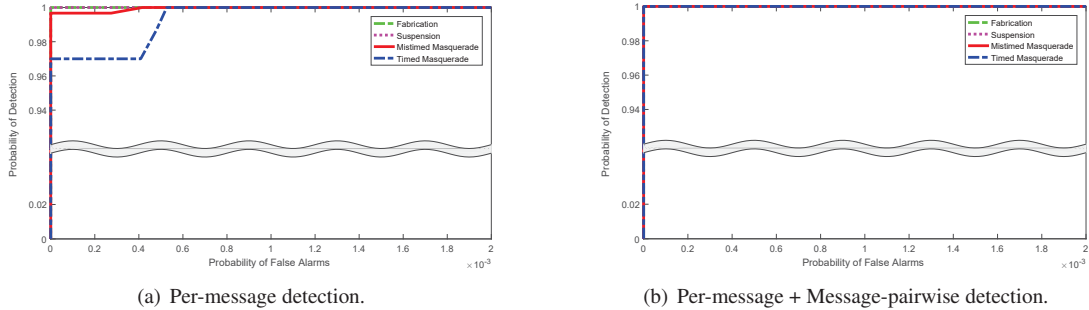 1
0.98
0.96
0.94
0.02
0
Probability of Detection
0 0.2 0.4 0.6 0.8 1 1.2 1.4 1.6 1.8 2
Probability of False Alarms
×10⁻³
Fabrication
Suspension
Mistimed Masquerade
Timed Masquerade
(a) Per-message detection.
1
0.98
0.96
0.94
0.02
0
Probability of Detection
0 0.2 0.4 0.6 0.8 1 1.2 1.4 1.6 1.8 2
Probability of False Alarms
×10⁻³
Fabrication
Suspension
Mistimed Masquerade
Timed Masquerade
(b) Per-message + Message-pairwise detection.